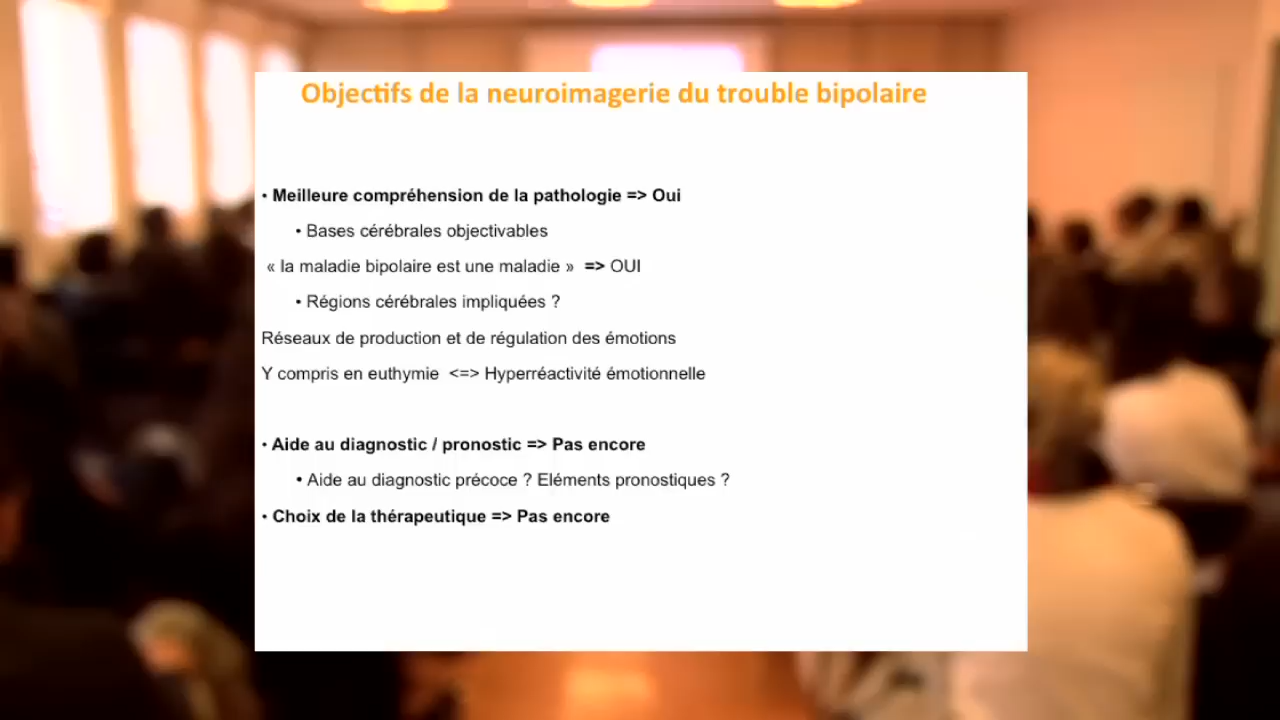 Objectifs de la neuroimagerie du trouble bipolaire
• Meilleure compréhension de la pathologie => Oui
• Bases cérébrales objectivables
« la maladie bipolaire est une maladie » => OUI
• Régions cérébrales impliquées ?
Réseaux de production et de régulation des émotions
Y compris en euthymie <=> Hyperréactivité émotionnelle
• Aide au diagnostic / pronostic => Pas encore
• Aide au diagnostic précoce ? Eléments pronostiques ?
• Choix de la thérapeutique => Pas encore